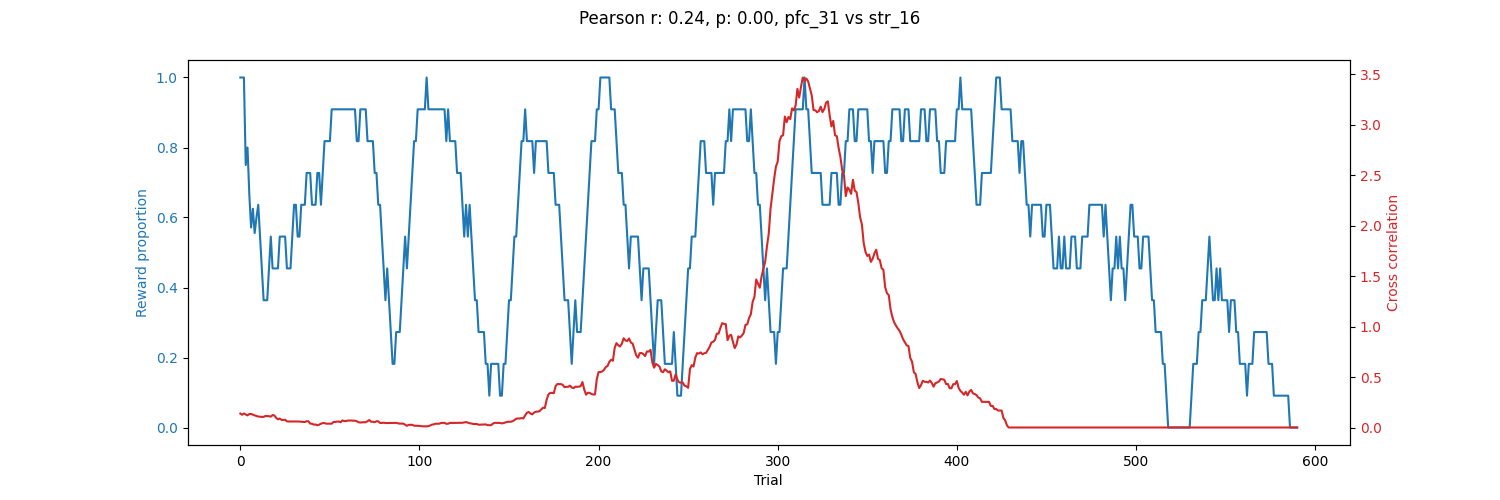 Pearson r: 0.24, p: 0.00, pfc_31 vs str_16
1.0
0.8
0.6
0.4
0.2
0.0
Reward proportion
3.5
3.0
2.5
2.0
1.5
1.0
0.5
0.0
Cross correlation
0 100 200 300 400 500 600
Trial